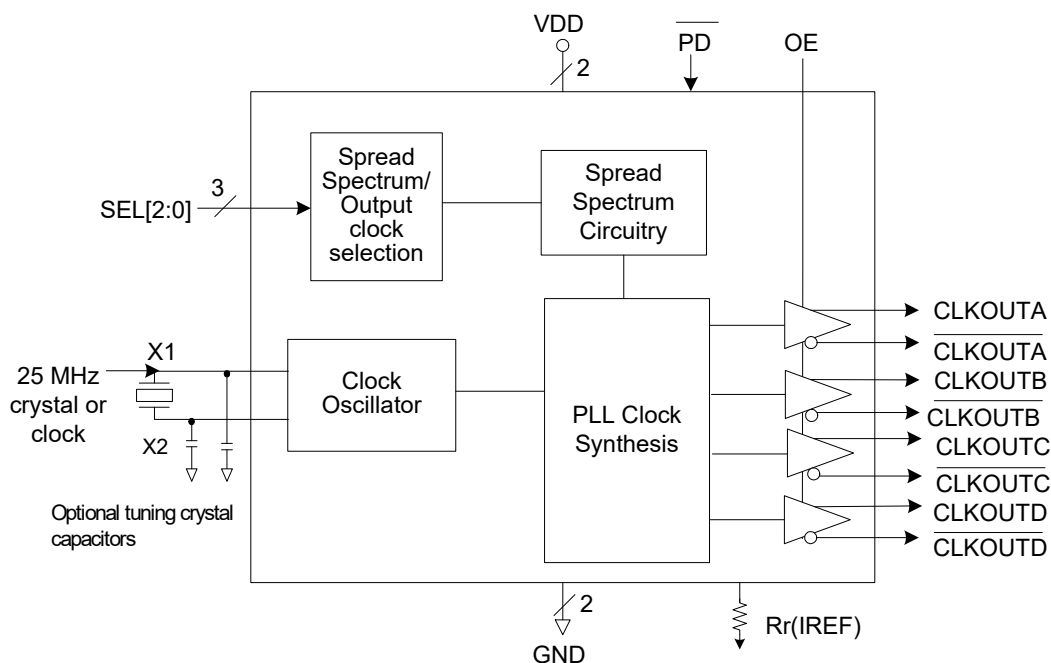 VDD
PD
OE
2
Spread
Spectrum/
Output
clock
selection
Spread
Spectrum
Circuitry
3
SEL[2:0]
X1
25 MHz
crystal or
clock
X2
Clock
Oscillator
PLL Clock
Synthesis
CLKOUTA
CLKOUTA
CLKOUTB
CLKOUTB
CLKOUTC
CLKOUTC
CLKOUTD
CLKOUTD
Optional tuning crystal
capacitors
2
GND
Rr(IREF)